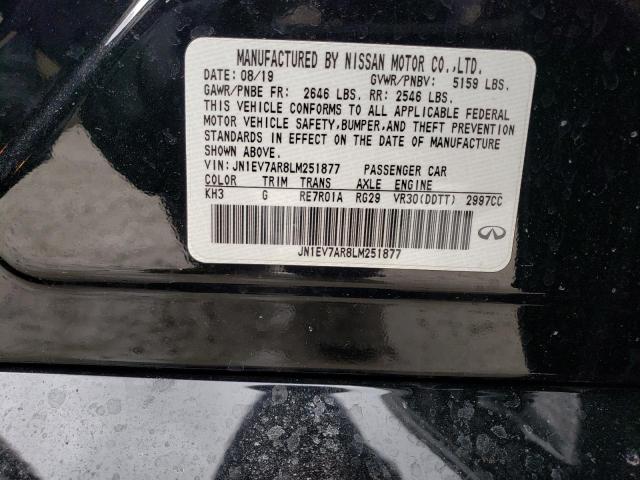 MANUFACTURED BY NISSAN MOTOR CO.,LTD.
DATE: 08/19 GVWR/PNBV: 5159 LBS.
GAWR/PNBE FR: 2646 LBS. RR: 2546 LBS.
THIS VEHICLE CONFORMS TO ALL APPLICABLE FEDERAL
MOTOR VEHICLE SAFETY,BUMPER,AND THEFT PREVENTION
STANDARDS IN EFFECT ON THE DATE OF MANUFACTURE
SHOWN ABOVE.
VIN: JN1EV7AR8LM251877 PASSENGER CAR
COLOR TRIM TRANS AXLE ENGINE
KH3 G RE7R01A RG29 VR30(DDTT) 2997CC
JN1EV7AR8LM251877